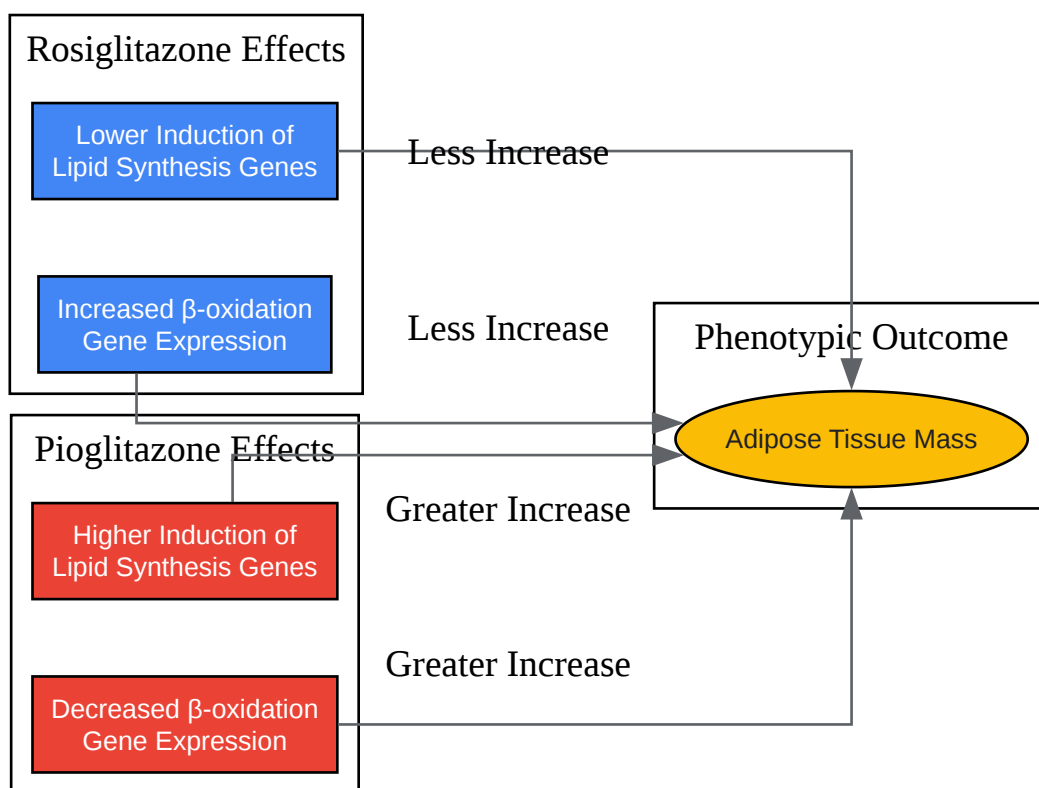 Rosiglitazone Effects
Lower Induction of
Lipid Synthesis Genes
Less Increase
Increased β-oxidation
Gene Expression
Less Increase
Phenotypic Outcome
Adipose Tissue Mass
Pioglitazone Effects
Higher Induction of
Lipid Synthesis Genes
Greater Increase
Decreased β-oxidation
Gene Expression
Greater Increase